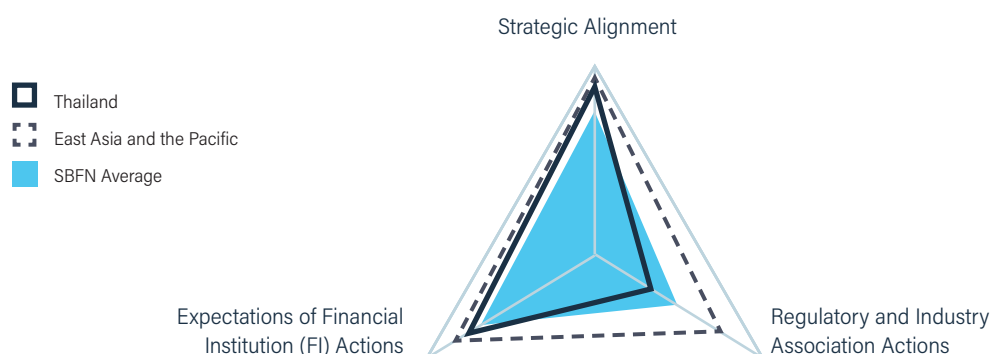 Strategic Alignment
Thailand
East Asia and the Pacific
SBFN Average
Expectations of Financial
Institution (FI) Actions
Regulatory and Industry
Association Actions